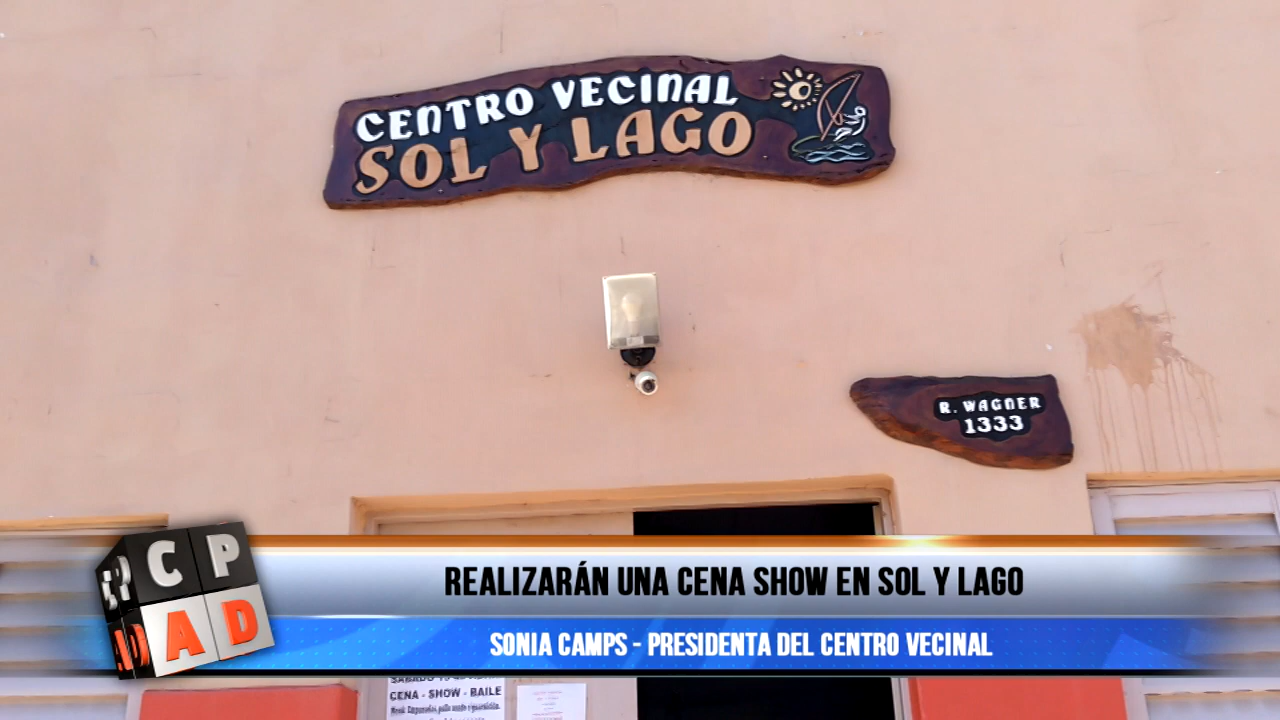 CENTRO VECINAL
SOL Y LAGO
R. WAGNER
1333
CP
AD
REALIZARÁN UNA CENA SHOW EN SOL Y LAGO
SONIA CAMPS - PRESIDENTA DEL CENTRO VECINAL
CENA - SHOW - BAILE